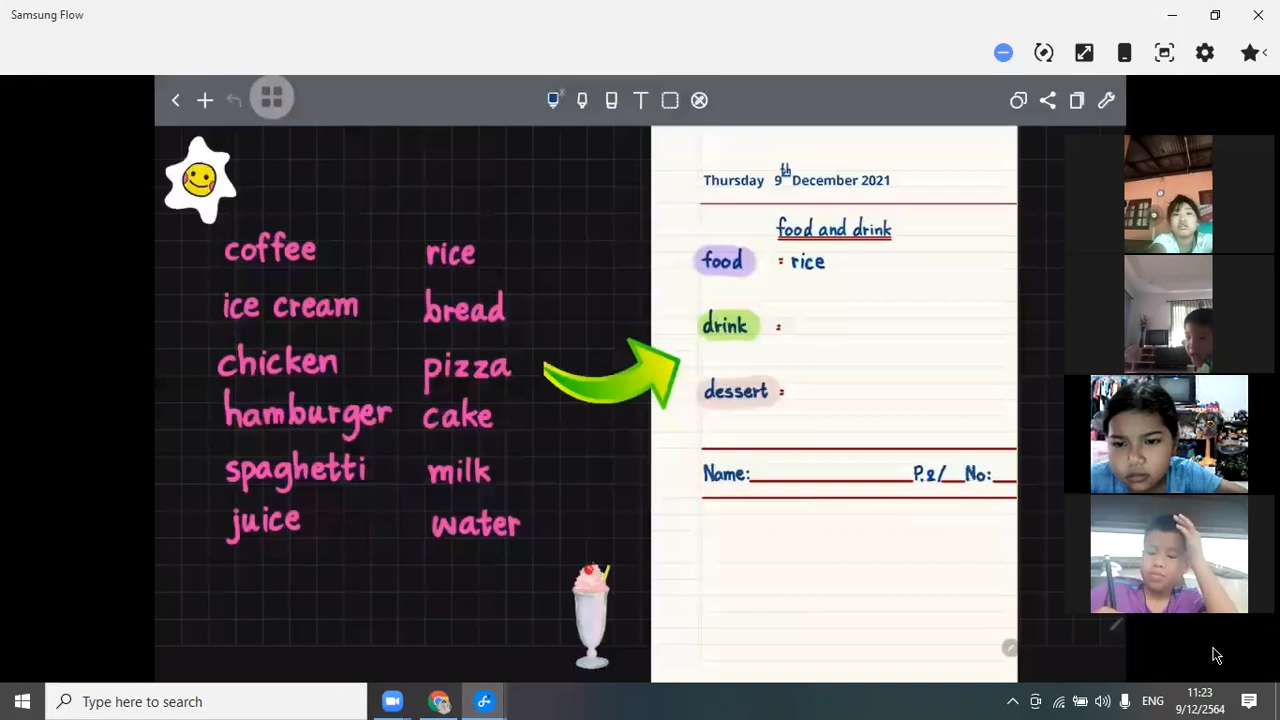 Samsung Flow
Thursday 9th December 2021
food and drink
food : rice
drink :
dessert :
Name: P.2/ No:
coffee rice
ice cream bread
chicken pizza
hamburger cake
spaghetti milk
juice water
Type here to search
ENG
11:23
9/12/2564